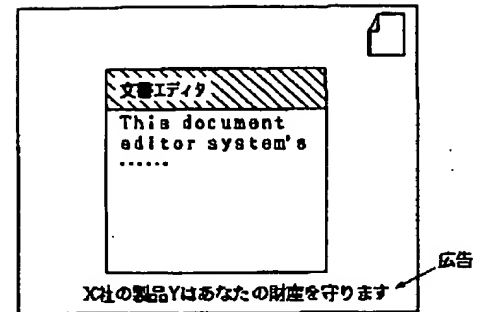 文書エディタ
This document
editor system's
......
X社の製品Yはあなたの財産を守ります
広告